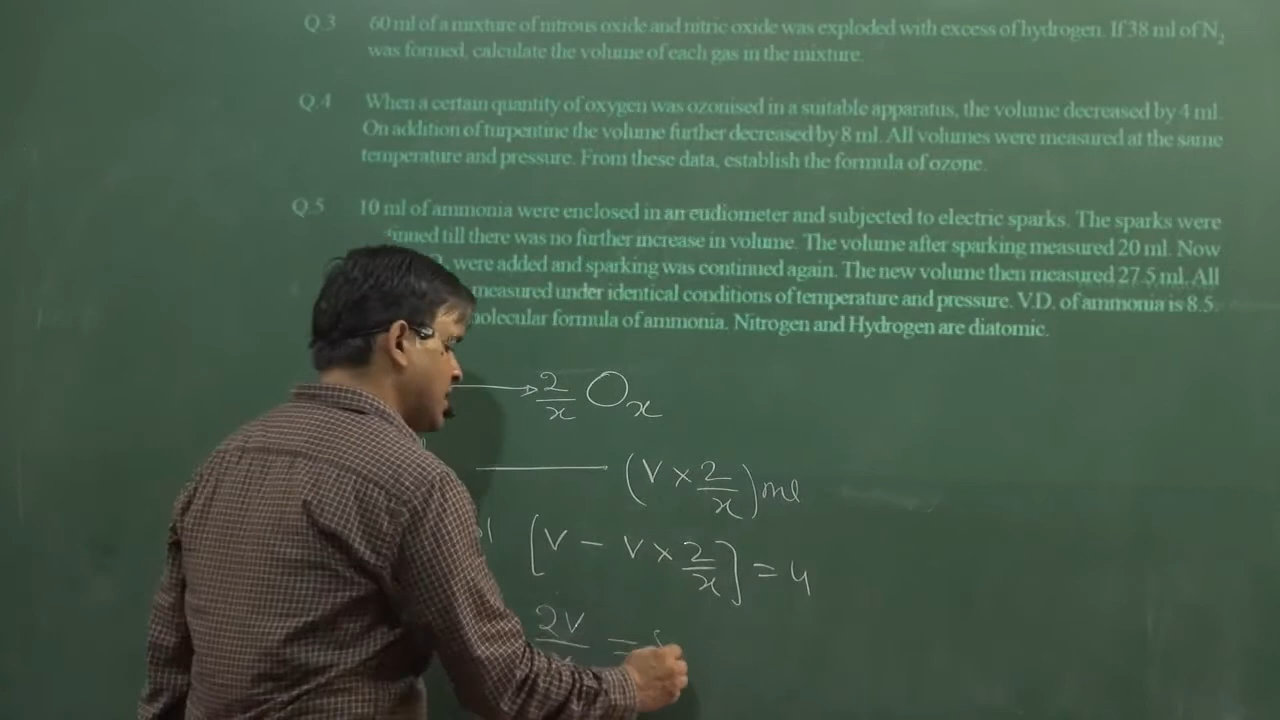 Q.3 60 ml of a mixture of nitrous oxide and nitric oxide was exploded with excess of hydrogen. If 38 ml of N₂
was formed, calculate the volume of each gas in the mixture.
Q.4 When a certain quantity of oxygen was ozonised in a suitable apparatus, the volume decreased by 4 ml.
On addition of turpentine the volume further decreased by 8 ml. All volumes were measured at the same
temperature and pressure. From these data, establish the formula of ozone.
Q.5 10 ml of ammonia were enclosed in an eudiometer and subjected to electric sparks. The sparks were
till there was no further increase in volume. The volume after sparking measured 20 ml. Now
were added and sparking was continued again. The new volume then measured 27.5 ml. All
measured under identical conditions of temperature and pressure. V.D. of ammonia is 8.5.
molecular formula of ammonia. Nitrogen and Hydrogen are diatomic.
→ 2/x Oₓ
(V × 2/x) ml
[V - V × 2/x] = 4
2V =